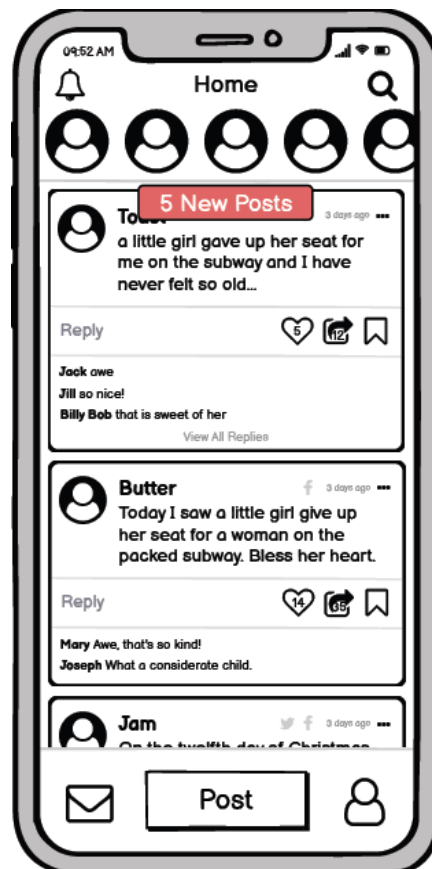 09:52 AM
Home
5 New Posts
Toast 3 days ago
a little girl gave up her seat for
me on the subway and I have
never felt so old...
Reply 5 12
Jack awe
Jill so nice!
Billy Bob that is sweet of her
View All Replies
Butter 3 days ago
Today I saw a little girl give up
her seat for a woman on the
packed subway. Bless her heart.
Reply 14 35
Mary Awe, that's so kind!
Joseph What a considerate child.
Jam 3 days ago
On the twelfth day of Christmas
Post